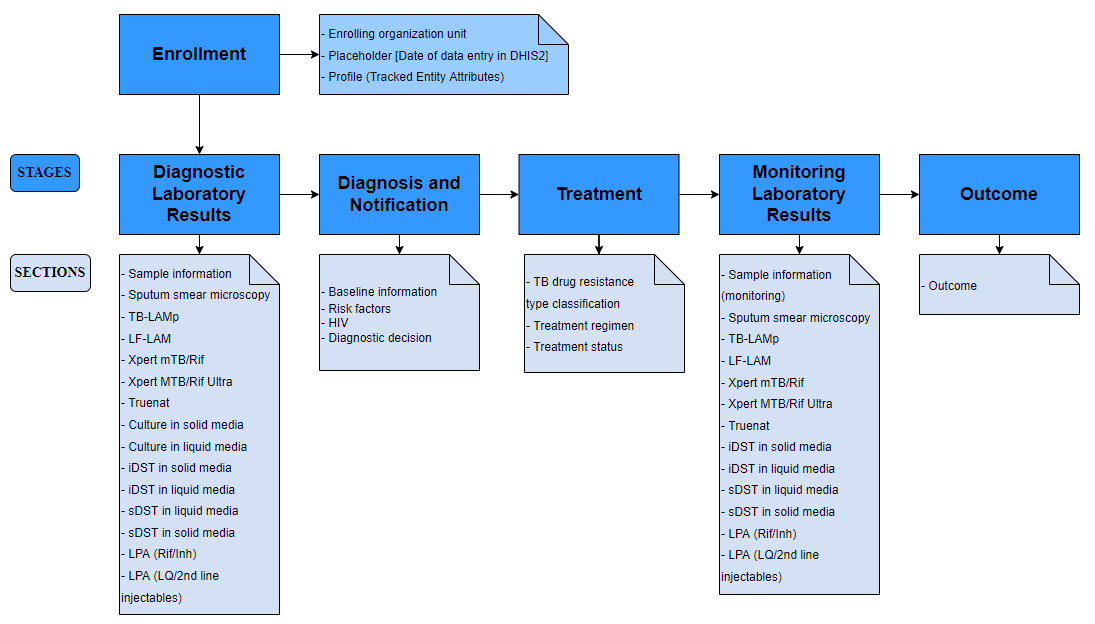 Enrollment
- Enrolling organization unit
- Placeholder [Date of data entry in DHIS2]
- Profile (Tracked Entity Attributes)
STAGES
Diagnostic
Laboratory
Results
Diagnosis and
Notification
Treatment
Monitoring
Laboratory
Results
Outcome
SECTIONS
- Sample information
- Sputum smear microscopy
- TB-LAMp
- LF-LAM
- Xpert mTB/Rif
- Xpert MTB/Rif Ultra
- Truenat
- Culture in solid media
- Culture in liquid media
- iDST in solid media
- iDST in liquid media
- sDST in liquid media
- sDST in solid media
- LPA (Rif/Inh)
- LPA (LQ/2nd line
injectables)
- Baseline information
- Risk factors
- HIV
- Diagnostic decision
- TB drug resistance
type classification
- Treatment regimen
- Treatment status
- Sample information
(monitoring)
- Sputum smear microscopy
- TB-LAMp
- LF-LAM
- Xpert mTB/Rif
- Xpert MTB/Rif Ultra
- Truenat
- iDST in solid media
- iDST in liquid media
- sDST in liquid media
- sDST in solid media
- LPA (Rif/Inh)
- LPA (LQ/2nd line
injectables)
- Outcome